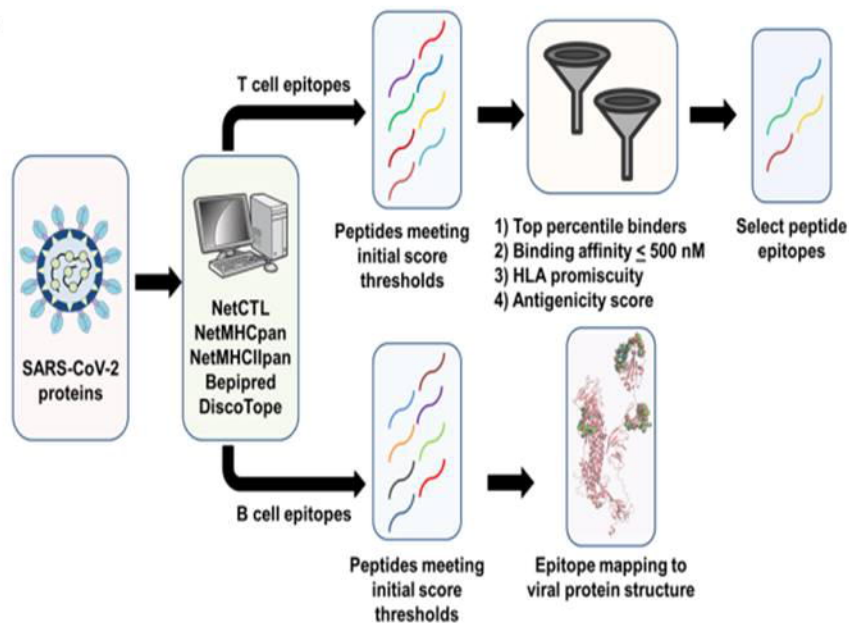 SARS-CoV-2
proteins
NetCTL
NetMHCpan
NetMHCIIpan
Bepipred
DiscoTope
T cell epitopes
Peptides meeting
initial score
thresholds
1) Top percentile binders
2) Binding affinity ≤ 500 nM
3) HLA promiscuity
4) Antigenicity score
Select peptide
epitopes
B cell epitopes
Peptides meeting
initial score
thresholds
Epitope mapping to
viral protein structure